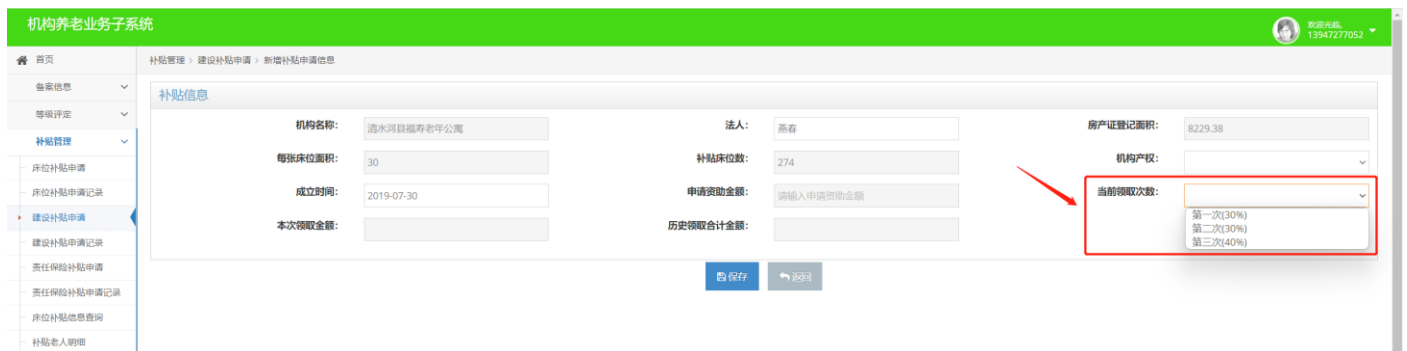 机构养老业务子系统
欢迎光临,
13947277052
首页
补贴管理 > 建设补贴申请 > 新增补贴申请信息
备案信息
等级评定
补贴管理
床位补贴申请
床位补贴申请记录
建设补贴申请
建设补贴申请记录
责任保险补贴申请
责任保险补贴申请记录
床位补贴信息查询
补贴老人明细
补贴信息
机构名称: 清水河县福寿老年公寓 法人: 燕春 房产证登记面积: 8229.38
每张床位面积: 30 补贴床位数: 274 机构产权:
成立时间: 2019-07-30 申请资助金额: 请输入申请资助金额 当前领取次数:
第一次(30%)
第二次(30%)
第三次(40%)
本次领取金额: 历史领取合计金额:
保存 返回